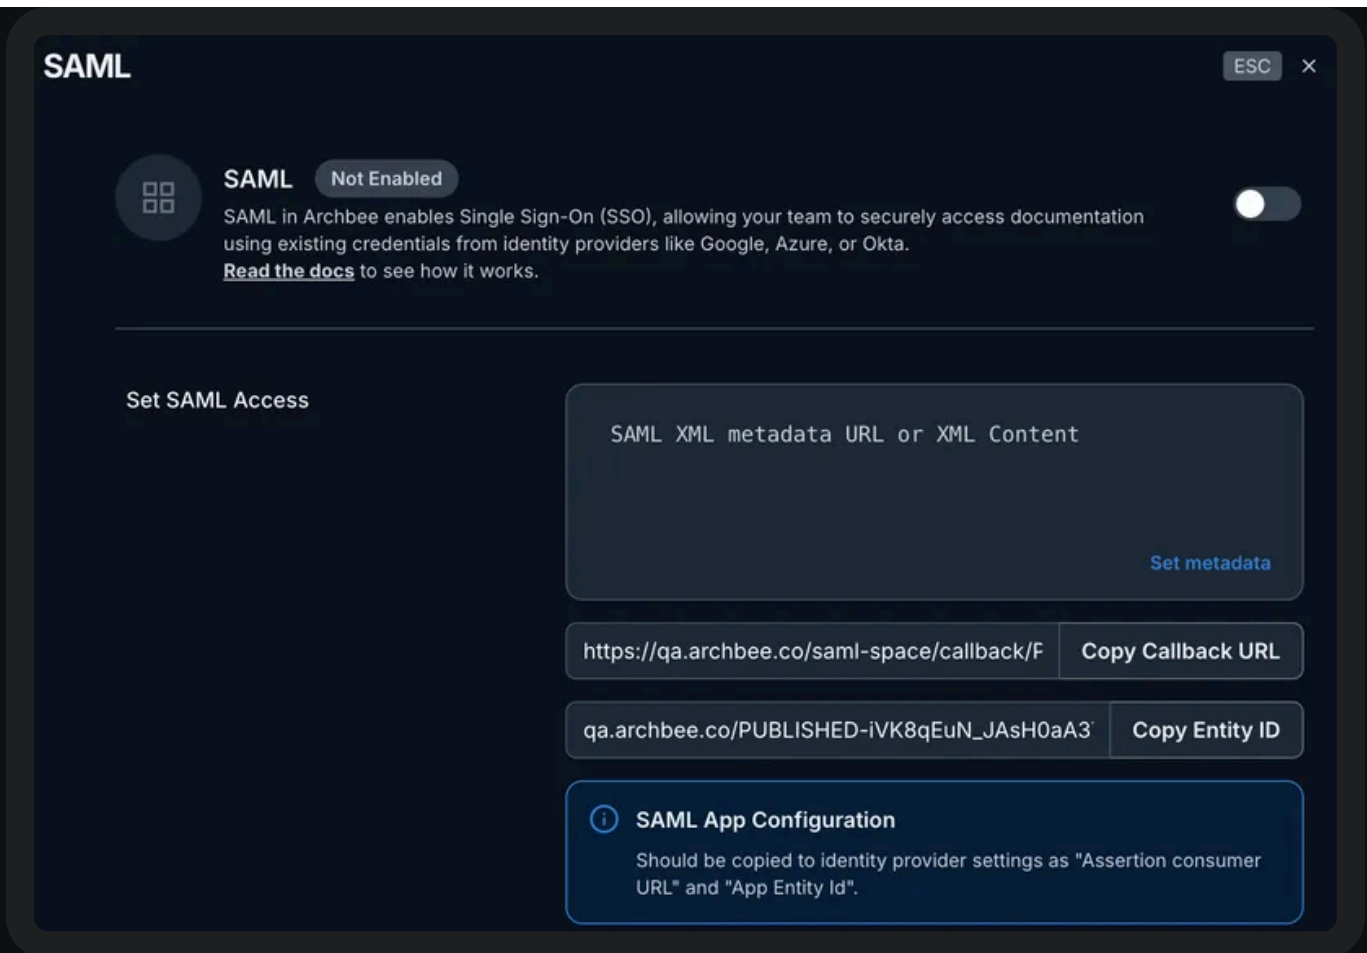 SAML
ESC ×
SAML Not Enabled
SAML in Archbee enables Single Sign-On (SSO), allowing your team to securely access documentation
using existing credentials from identity providers like Google, Azure, or Okta.
Read the docs to see how it works.
Set SAML Access
SAML XML metadata URL or XML Content
Set metadata
https://qa.archbee.co/saml-space/callback/F Copy Callback URL
qa.archbee.co/PUBLISHED-iVK8qEuN_JAsH0aA3 Copy Entity ID
SAML App Configuration
Should be copied to identity provider settings as "Assertion consumer
URL" and "App Entity Id".